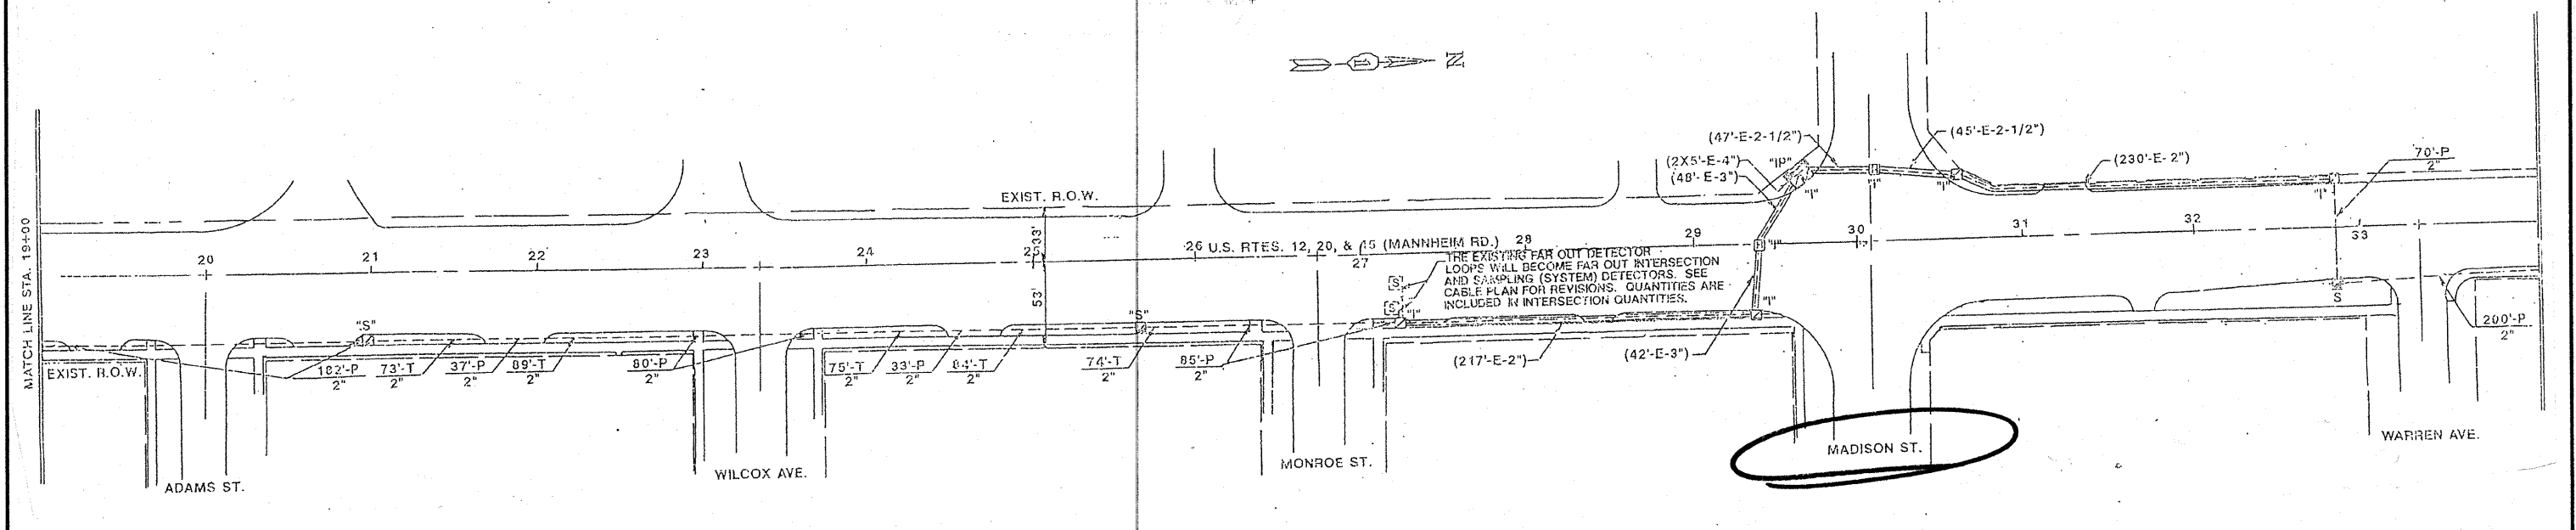 N
(47'-E-2-1/2")
(45'-E-2-1/2")
(2X5'-E-4")
"IP"
(48'-E-3")
(230'-E-2")
70'-P
2"
"I"
"I"
"I"
"I"
EXIST. R.O.W.
33'
53'
MATCH LINE STA. 19+00
20
21
22
23
24
25
26 U.S. RTES. 12, 20, & 45 (MANNHEIM RD.)
27
28
29
30
31
32
33
THE EXISTING FAR OUT DETECTOR
LOOPS WILL BECOME FAR OUT INTERSECTION
AND SAMPLING (SYSTEM) DETECTORS. SEE
CABLE PLAN FOR REVISIONS. QUANTITIES ARE
INCLUDED IN INTERSECTION QUANTITIES.
"I"
S
S
"I"
"I"
"S"
"S"
S
EXIST. R.O.W.
182'-P
2"
73'-T
2"
37'-P
2"
89'-T
2"
80'-P
2"
75'-T
2"
33'-P
2"
84'-T
2"
74'-T
2"
85'-P
2"
(217'-E-2")
(42'-E-3")
200'-P
2"
ADAMS ST.
WILCOX AVE.
MONROE ST.
MADISON ST.
WARREN AVE.